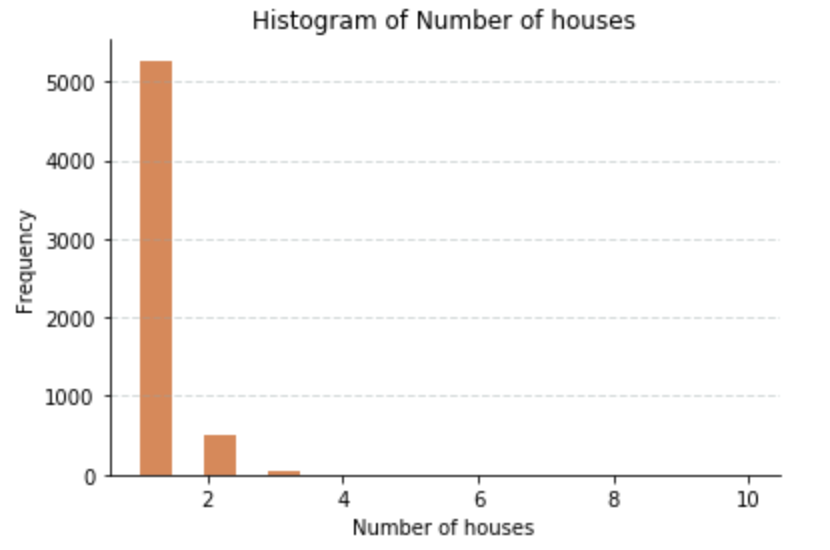 Histogram of Number of houses
Frequency
5000
4000
3000
2000
1000
0
2 4 6 8 10
Number of houses